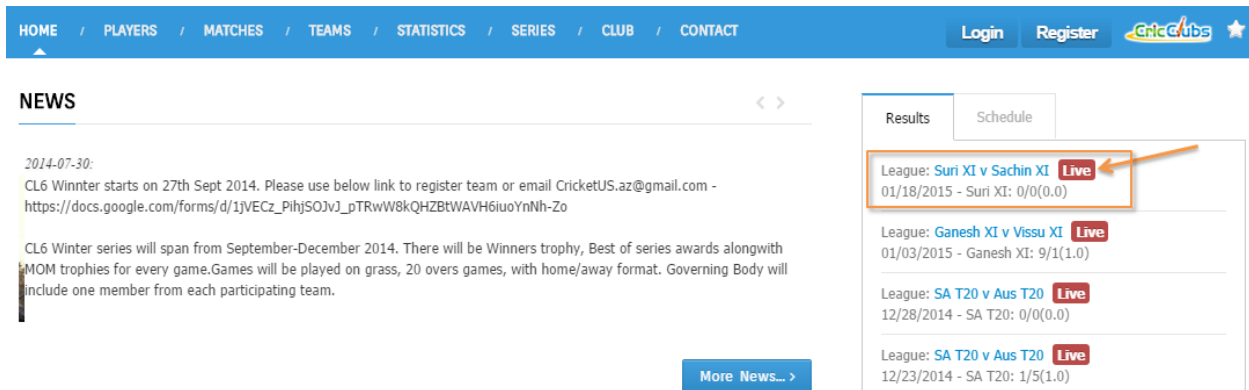 HOME / PLAYERS / MATCHES / TEAMS / STATISTICS / SERIES / CLUB / CONTACT Login Register CricClubs
NEWS
Results Schedule
2014-07-30:
CL6 Winnter starts on 27th Sept 2014. Please use below link to register team or email CricketUS.az@gmail.com -
https://docs.google.com/forms/d/1jVECz_PihjSOJvJ_pTRwW8kQHZBtWAVH6iuoYnNh-Zo
CL6 Winter series will span from September-December 2014. There will be Winners trophy, Best of series awards alongwith
MOM trophies for every game.Games will be played on grass, 20 overs games, with home/away format. Governing Body will
include one member from each participating team.
More News... >
League: Suri XI v Sachin XI Live
01/18/2015 - Suri XI: 0/0(0.0)
League: Ganesh XI v Vissu XI Live
01/03/2015 - Ganesh XI: 9/1(1.0)
League: SA T20 v Aus T20 Live
12/28/2014 - SA T20: 0/0(0.0)
League: SA T20 v Aus T20 Live
12/23/2014 - SA T20: 1/5(1.0)